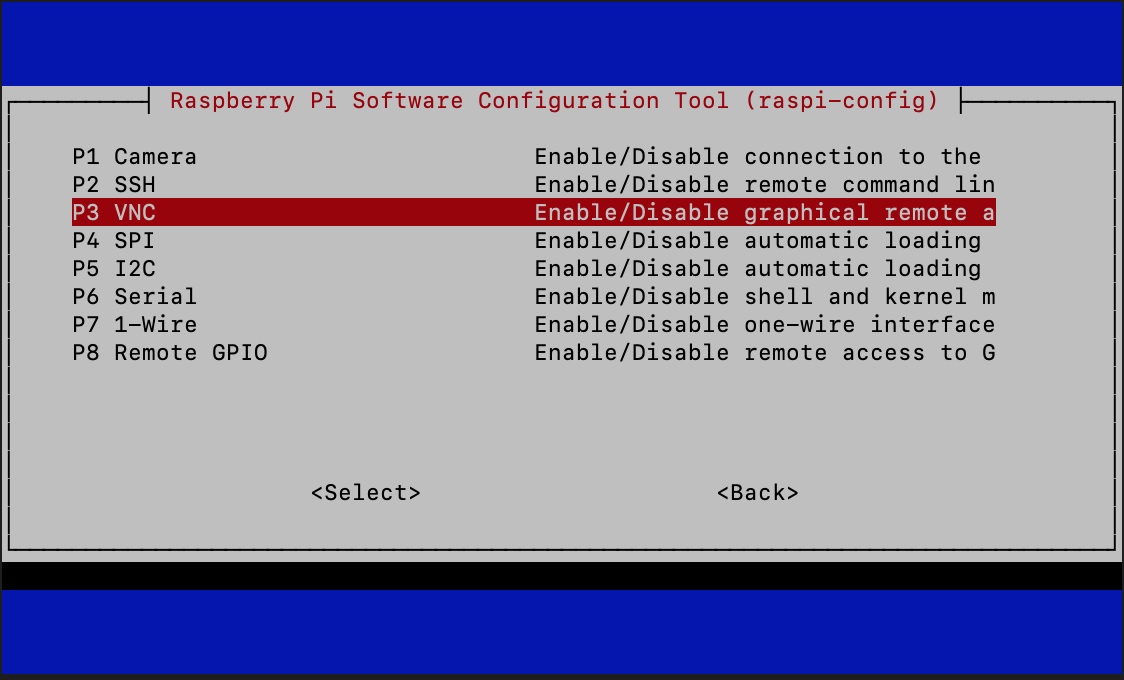 Raspberry Pi Software Configuration Tool (raspi-config)
P1 Camera Enable/Disable connection to the
P2 SSH Enable/Disable remote command lin
P3 VNC Enable/Disable graphical remote a
P4 SPI Enable/Disable automatic loading
P5 I2C Enable/Disable automatic loading
P6 Serial Enable/Disable shell and kernel m
P7 1-Wire Enable/Disable one-wire interface
P8 Remote GPIO Enable/Disable remote access to G
<Select> <Back>